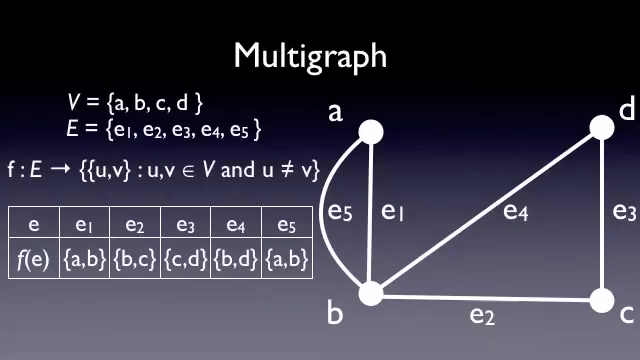 Multigraph
V = {a, b, c, d }
E = {e₁, e₂, e₃, e₄, e₅ }
f : E → {{u,v} : u,v ∈ V and u ≠ v}
e e₁ e₂ e₃ e₄ e₅
f(e) {a,b} {b,c} {c,d} {b,d} {a,b}
a
d
e₅ e₁ e₄ e₃
b
e₂
c